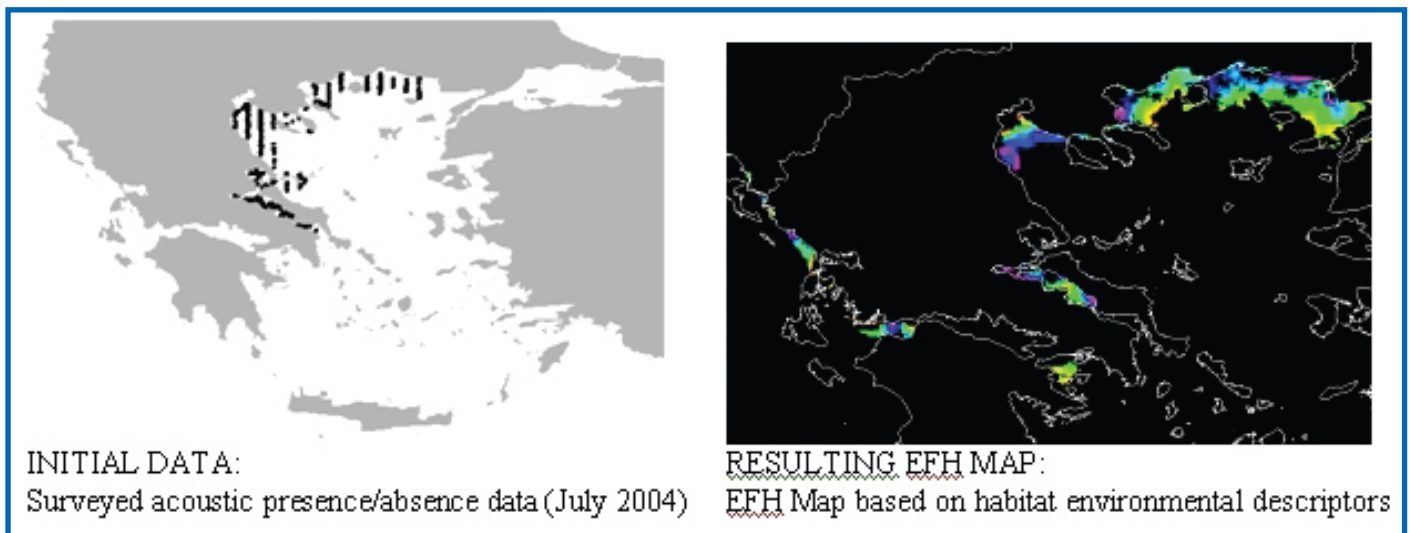 INITIAL DATA:
Surveyed acoustic presence/absence data (July 2004)
RESULTING EFH MAP:
EFH Map based on habitat environmental descriptors